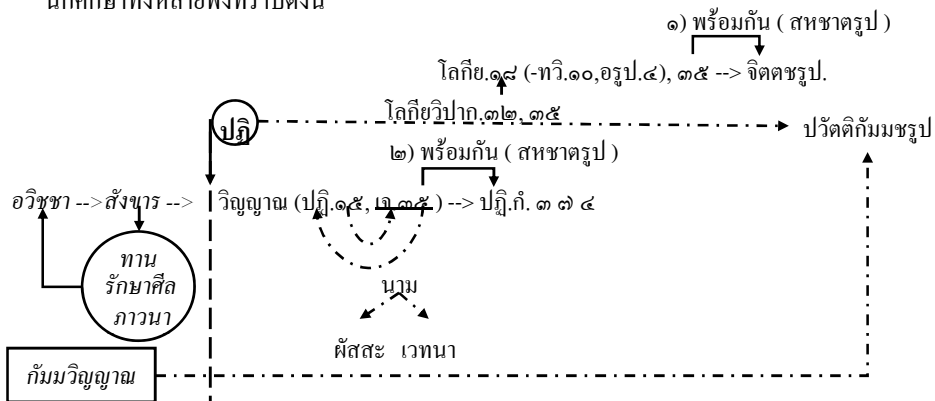 นักศึกษาทั้งหลายพึงทราบดังนี้
๑) พร้อมกัน ( สหชาตรูป )
โลกีย.๑๘ (-ทวิ.๑๐,อรูป.๔), ๓๕ --> จิตตชรูป.
โลกียวิปาก.๓๒, ๓๕
ปฏิ
ปวัตติกัมมชรูป
๒) พร้อมกัน ( สหชาตรูป )
อวิชชา -->สังขาร --> วิญญาณ (ปฏิ.๑๕, เจ.๓๕ ) --> ปฏิ.กํ. ๓ ๗ ๔
ทาน
รักษาศีล
ภาวนา
นาม
ผัสสะ เวทนา
กัมมวิญญาณ